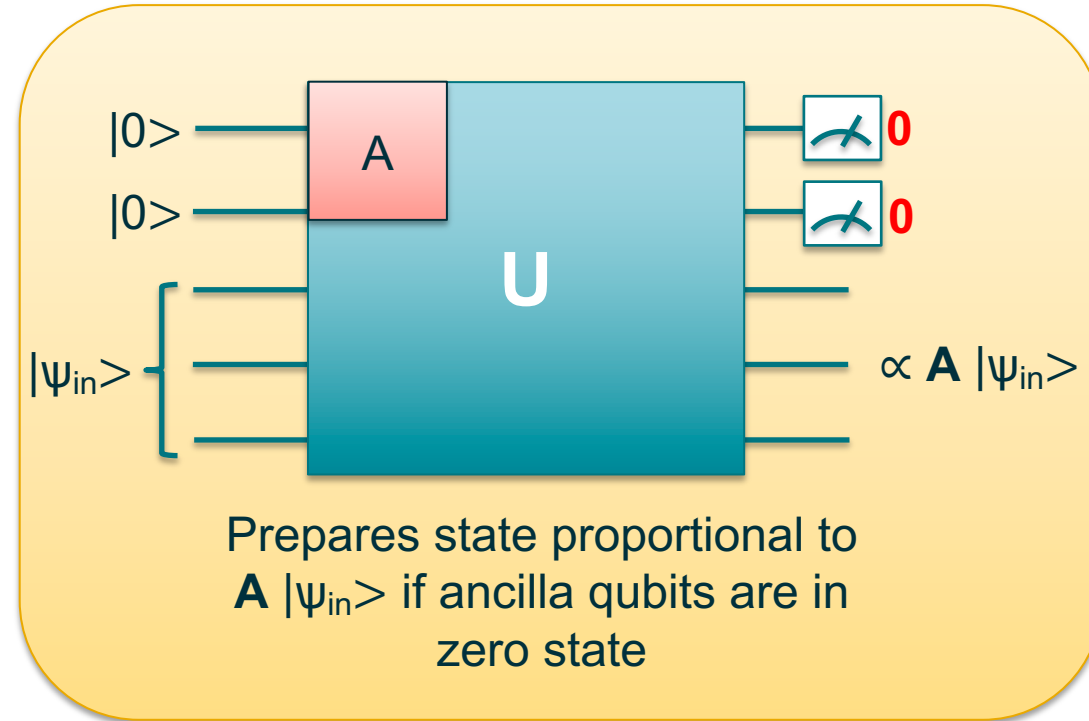 |0>
A
0
|0>
0
U
|ψin>
∝ A |ψin>
Prepares state proportional to
A |ψin> if ancilla qubits are in
zero state